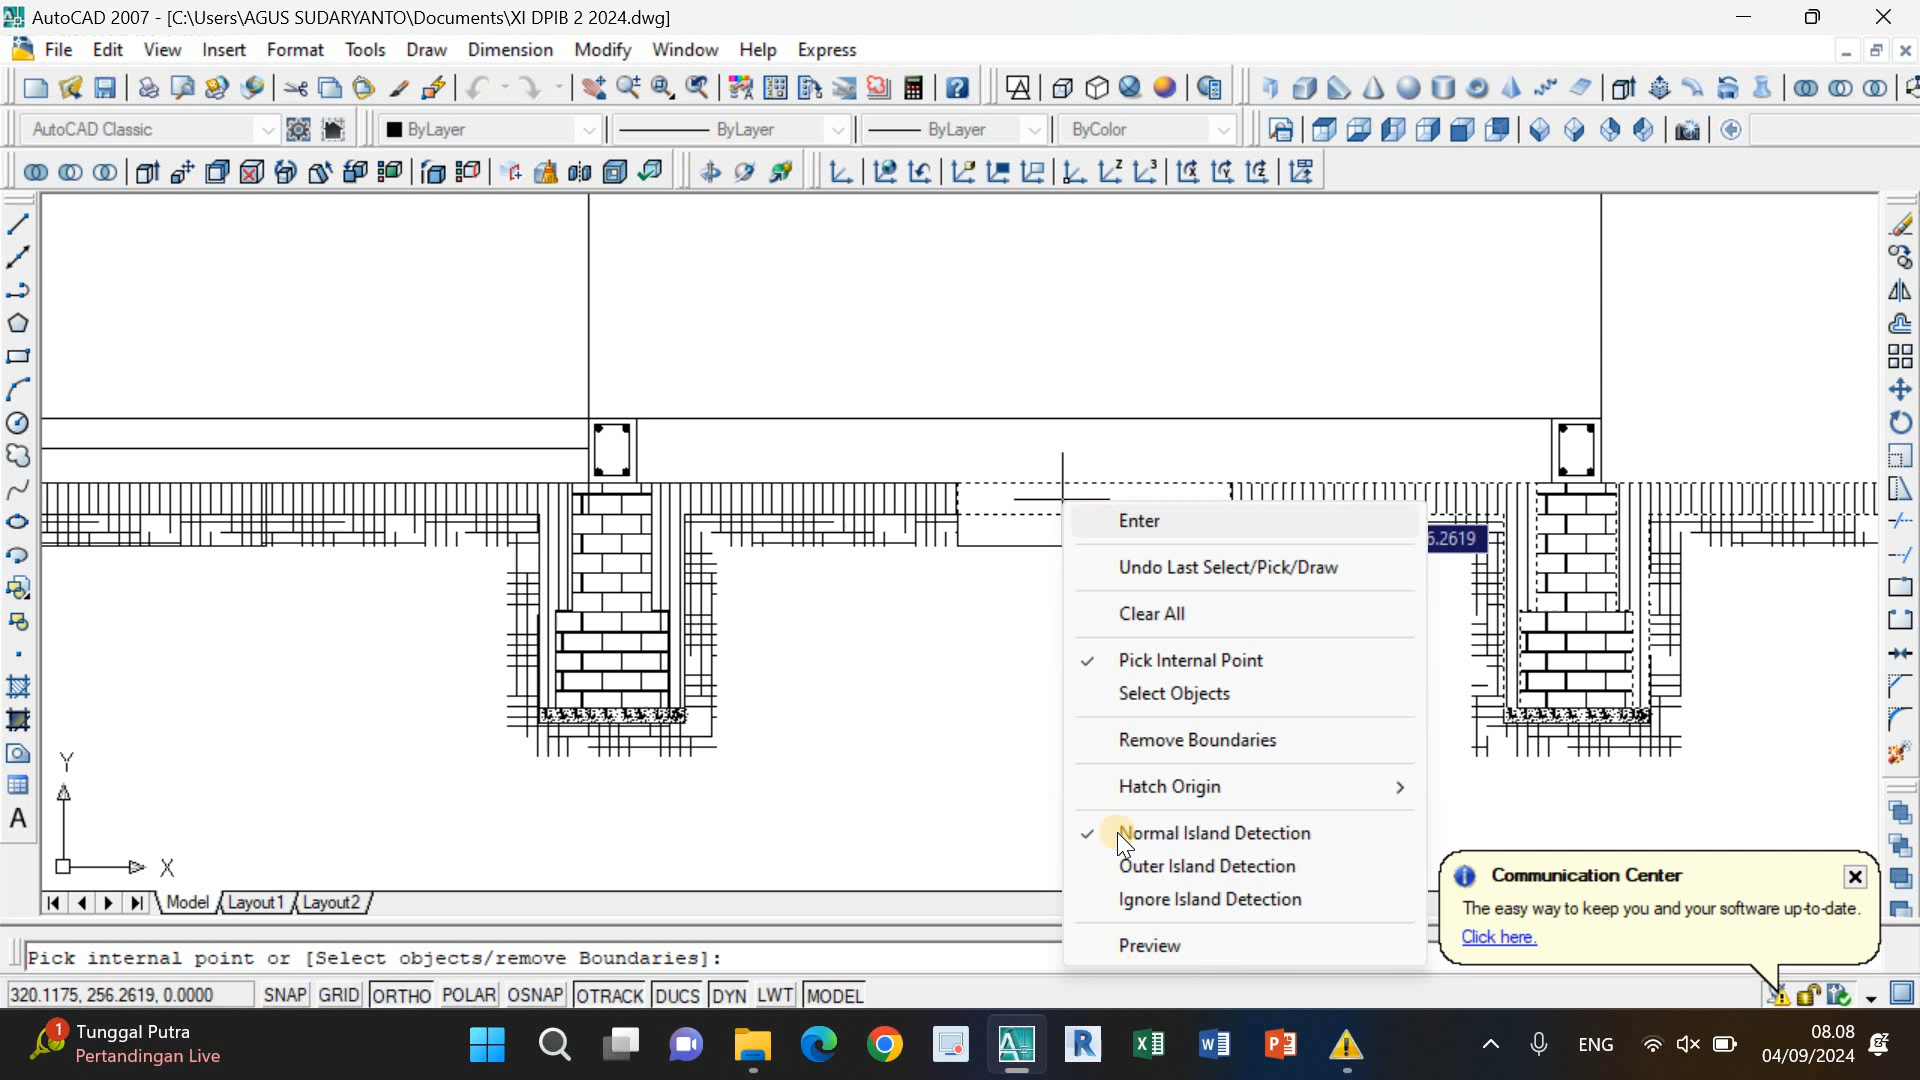 AutoCAD 2007 - [C:\Users\AGUS SUDARYANTO\Documents\XI DPIB 2 2024.dwg]
File Edit View Insert Format Tools Draw Dimension Modify Window Help Express
AutoCAD Classic ByLayer ByLayer ByLayer ByColor
Enter
6.2619
Undo Last Select/Pick/Draw
Clear All
Pick Internal Point
Select Objects
Remove Boundaries
Hatch Origin
Normal Island Detection
Outer Island Detection
Ignore Island Detection
Preview
Y
X
Communication Center
The easy way to keep you and your software up-to-date.
Click here.
Model Layout1 Layout2
Pick internal point or [Select objects/remove Boundaries]:
320.1175, 256.2619, 0.0000 SNAP GRID ORTHO POLAR OSNAP OTRACK DUCS DYN LWT MODEL
1 Tunggal Putra
Pertandingan Live
ENG
08.08
04/09/2024